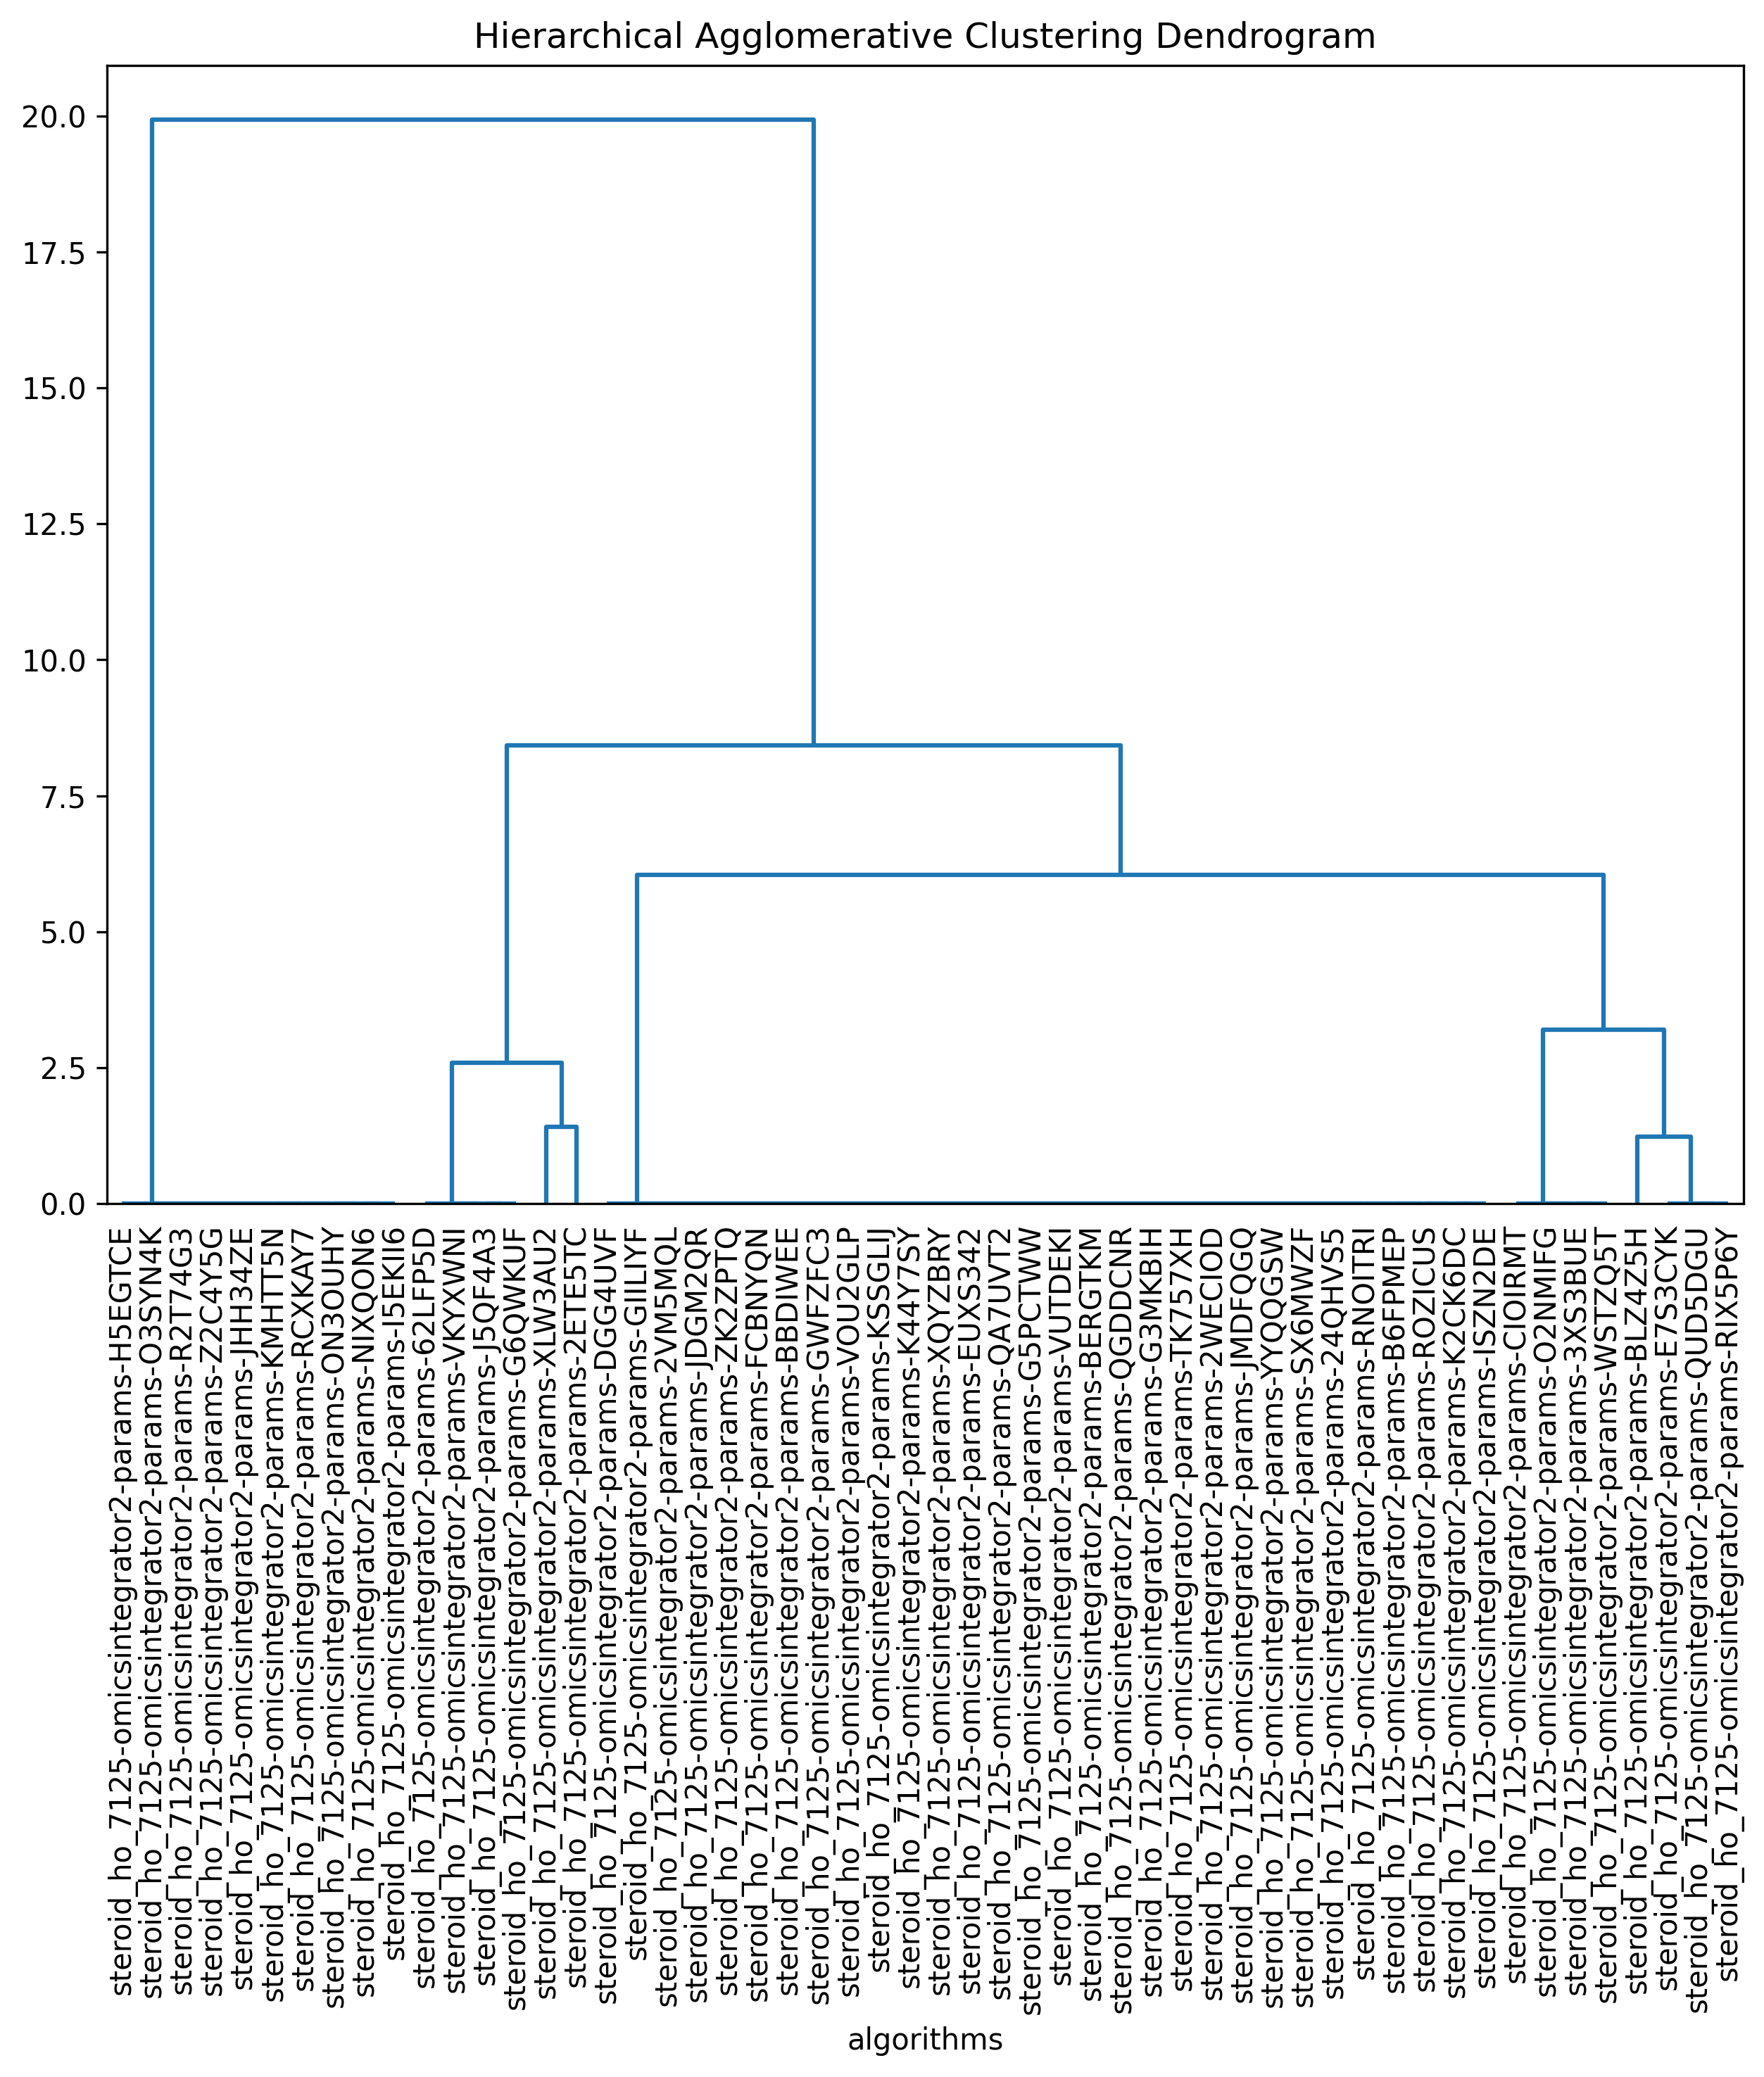 Hierarchical Agglomerative Clustering Dendrogram
20.0
17.5
15.0
12.5
10.0
7.5
5.0
2.5
0.0
steroid_ho_7125-omicsintegrator2-params-H5EGTCE
steroid_ho_7125-omicsintegrator2-params-O3SYN4K
steroid_ho_7125-omicsintegrator2-params-R2T74G3
steroid_ho_7125-omicsintegrator2-params-Z2C4Y5G
steroid_ho_7125-omicsintegrator2-params-JHH34ZE
steroid_ho_7125-omicsintegrator2-params-KMHTT5N
steroid_ho_7125-omicsintegrator2-params-RCXKAY7
steroid_ho_7125-omicsintegrator2-params-ON3OUHY
steroid_ho_7125-omicsintegrator2-params-NIXQON6
steroid_ho_7125-omicsintegrator2-params-I5EKII6
steroid_ho_7125-omicsintegrator2-params-62LFP5D
steroid_ho_7125-omicsintegrator2-params-VKYXWNI
steroid_ho_7125-omicsintegrator2-params-J5QF4A3
steroid_ho_7125-omicsintegrator2-params-G6QWKUF
steroid_ho_7125-omicsintegrator2-params-XLW3AU2
steroid_ho_7125-omicsintegrator2-params-2ETE5TC
steroid_ho_7125-omicsintegrator2-params-DGG4UVF
steroid_ho_7125-omicsintegrator2-params-GIILIYF
steroid_ho_7125-omicsintegrator2-params-2VM5MQL
steroid_ho_7125-omicsintegrator2-params-JDGM2QR
steroid_ho_7125-omicsintegrator2-params-ZK2ZPTQ
steroid_ho_7125-omicsintegrator2-params-FCBNYQN
steroid_ho_7125-omicsintegrator2-params-BBDIWEE
steroid_ho_7125-omicsintegrator2-params-GWFZFC3
steroid_ho_7125-omicsintegrator2-params-VOU2GLP
steroid_ho_7125-omicsintegrator2-params-KSSGLIJ
steroid_ho_7125-omicsintegrator2-params-K44Y7SY
steroid_ho_7125-omicsintegrator2-params-XQYZBRY
steroid_ho_7125-omicsintegrator2-params-EUXS342
steroid_ho_7125-omicsintegrator2-params-QA7UVT2
steroid_ho_7125-omicsintegrator2-params-G5PCTWW
steroid_ho_7125-omicsintegrator2-params-VUTDEKI
steroid_ho_7125-omicsintegrator2-params-BERGTKM
steroid_ho_7125-omicsintegrator2-params-QGDDCNR
steroid_ho_7125-omicsintegrator2-params-G3MKBIH
steroid_ho_7125-omicsintegrator2-params-TK757XH
steroid_ho_7125-omicsintegrator2-params-2WECIOD
steroid_ho_7125-omicsintegrator2-params-JMDFQGQ
steroid_ho_7125-omicsintegrator2-params-YYQQGSW
steroid_ho_7125-omicsintegrator2-params-SX6MWZF
steroid_ho_7125-omicsintegrator2-params-24QHVS5
steroid_ho_7125-omicsintegrator2-params-RNOITRI
steroid_ho_7125-omicsintegrator2-params-B6FPMEP
steroid_ho_7125-omicsintegrator2-params-ROZICUS
steroid_ho_7125-omicsintegrator2-params-K2CK6DC
steroid_ho_7125-omicsintegrator2-params-ISZN2DE
steroid_ho_7125-omicsintegrator2-params-CIOIRMT
steroid_ho_7125-omicsintegrator2-params-O2NMIFG
steroid_ho_7125-omicsintegrator2-params-3XS3BUE
steroid_ho_7125-omicsintegrator2-params-WSTZQ5T
steroid_ho_7125-omicsintegrator2-params-BLZ4Z5H
steroid_ho_7125-omicsintegrator2-params-E7S3CYK
steroid_ho_7125-omicsintegrator2-params-QUD5DGU
steroid_ho_7125-omicsintegrator2-params-RIX5P6Y
algorithms